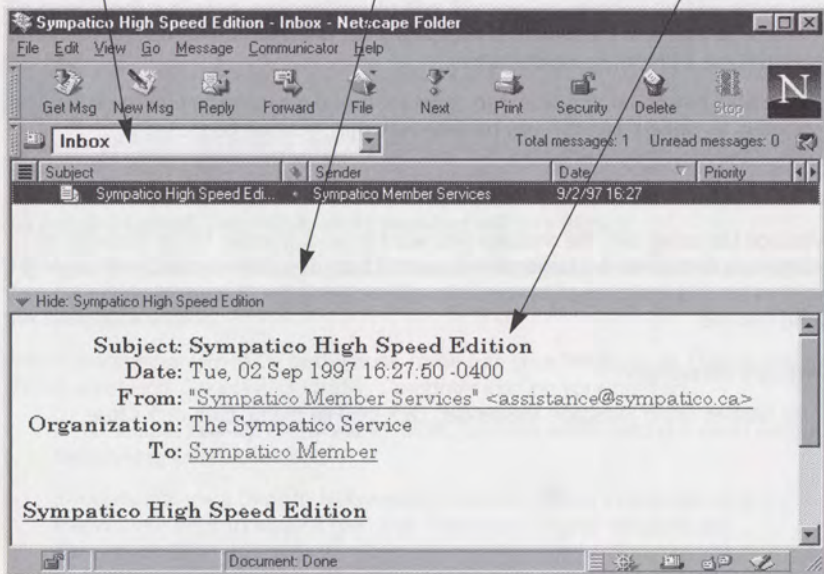 Sympatico High Speed Edition - Inbox - Netscape Folder
File Edit View Go Message Communicator Help
Get Msg New Msg Reply Forward File Next Print Security Delete Stop N
Inbox Total messages: 1 Unread messages: 0
Subject Sender Date Priority
Sympatico High Speed Edi... Sympatico Member Services 9/2/97 16:27
Hide: Sympatico High Speed Edition
Subject: Sympatico High Speed Edition
Date: Tue, 02 Sep 1997 16:27:50 -0400
From: "Sympatico Member Services" <assistance@sympatico.ca>
Organization: The Sympatico Service
To: Sympatico Member
Sympatico High Speed Edition
Document: Done